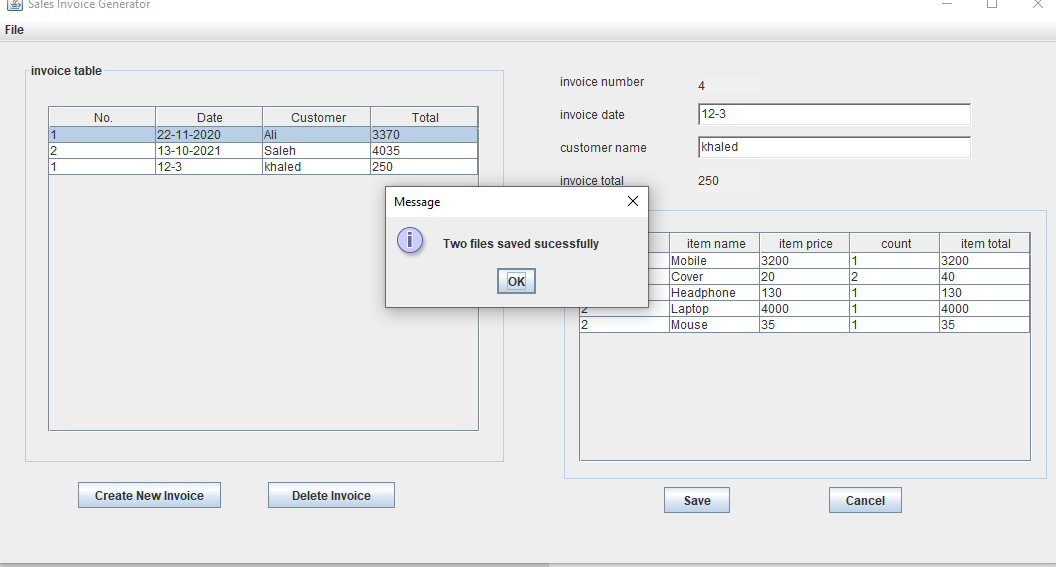 Sales Invoice Generator
File
invoice table
No. Date Customer Total
1 22-11-2020 Ali 3370
2 13-10-2021 Saleh 4035
1 12-3 khaled 250
invoice number 4
invoice date 12-3
customer name khaled
invoice total 250
Message
Two files saved sucessfully
OK
item name item price count item total
Mobile 3200 1 3200
Cover 20 2 40
Headphone 130 1 130
2 Laptop 4000 1 4000
2 Mouse 35 1 35
Create New Invoice
Delete Invoice
Save
Cancel